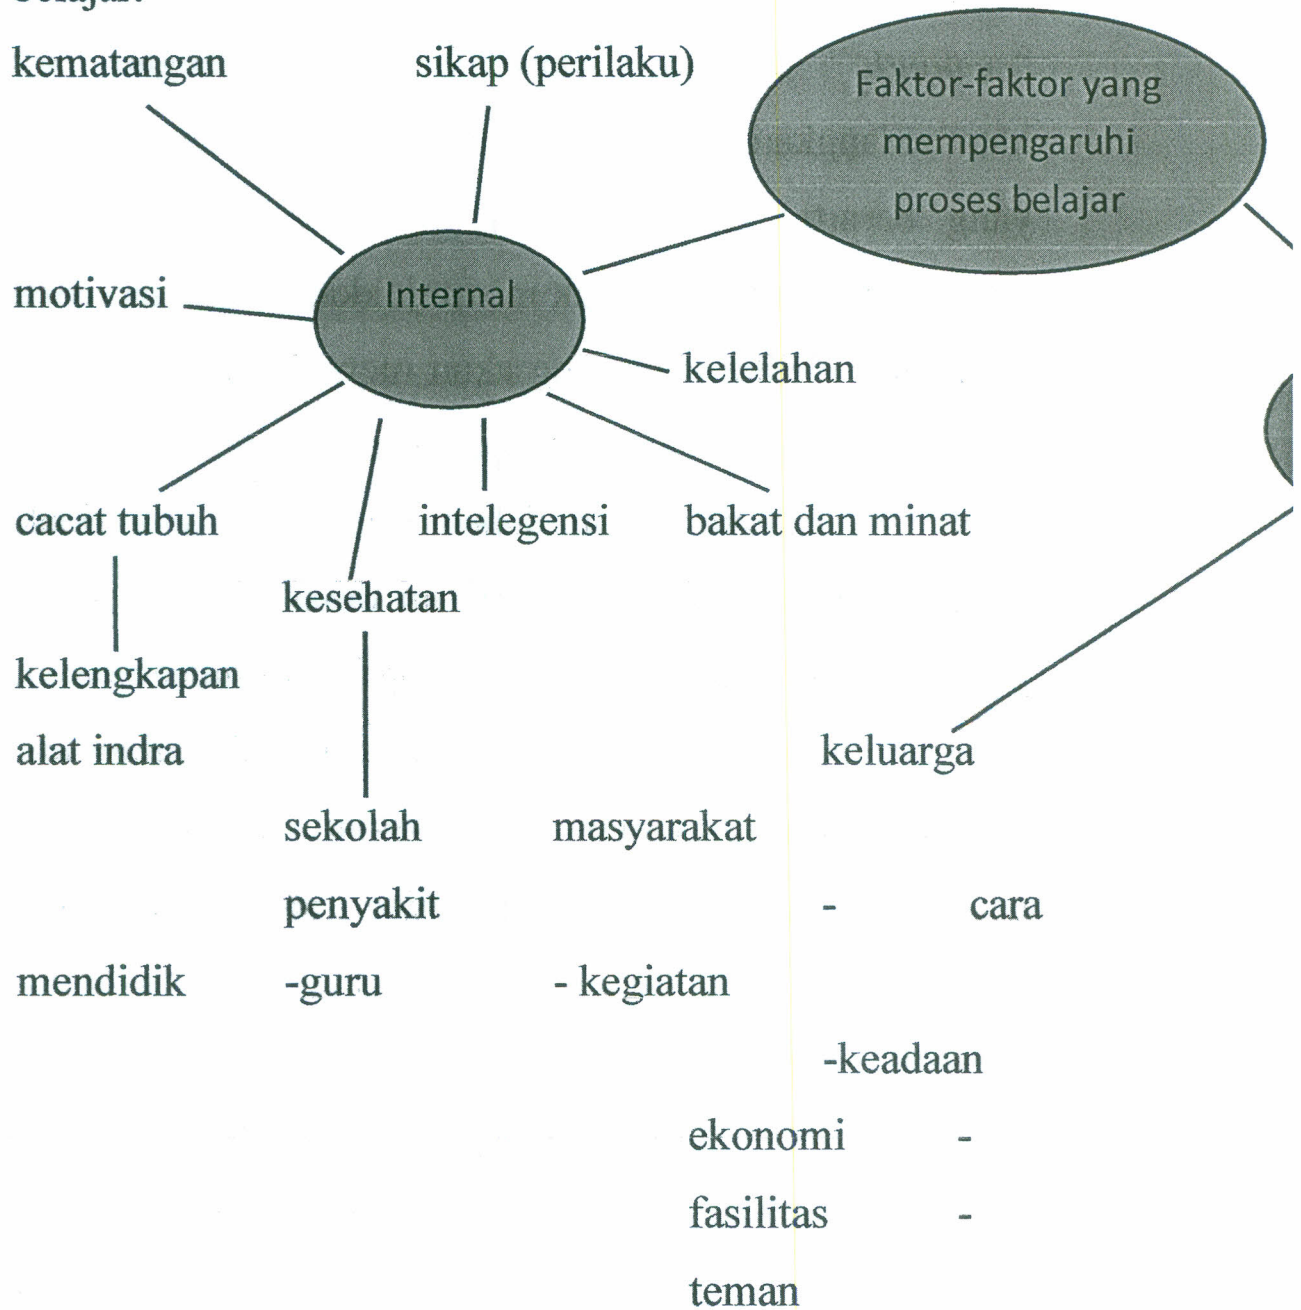 kematangan sikap (perilaku)
Faktor-faktor yang
mempengaruhi
proses belajar
motivasi
Internal
kelelahan
cacat tubuh intelegensi bakat dan minat
kesehatan
kelengkapan
alat indra keluarga
sekolah masyarakat
penyakit - cara
mendidik -guru - kegiatan
-keadaan
ekonomi -
fasilitas -
teman